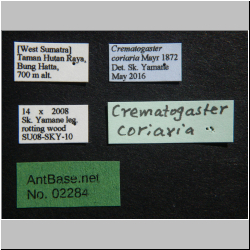 [West Sumatra]
Taman Hutan Raya,
Bung Hatta,
700 m alt.
Crematogaster
coriaria Mayr 1872
Det. Sk. Yamane
May 2016
14 x 2008
Sk. Yamane leg.
rotting wood
SU08-SKY-10
Crematogaster
coriaria
AntBase.net
No. 02284